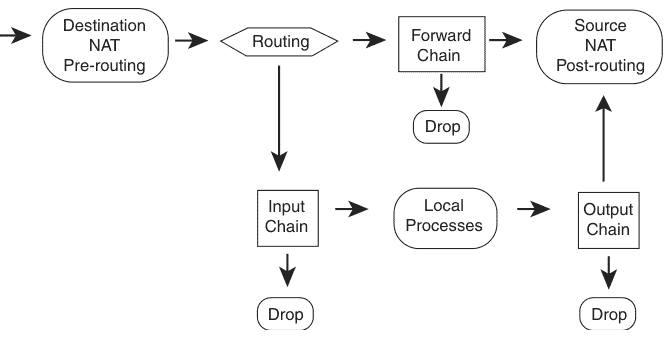 Destination
NAT
Pre-routing
Routing
Forward
Chain
Source
NAT
Post-routing
Drop
Input
Chain
Local
Processes
Output
Chain
Drop
Drop